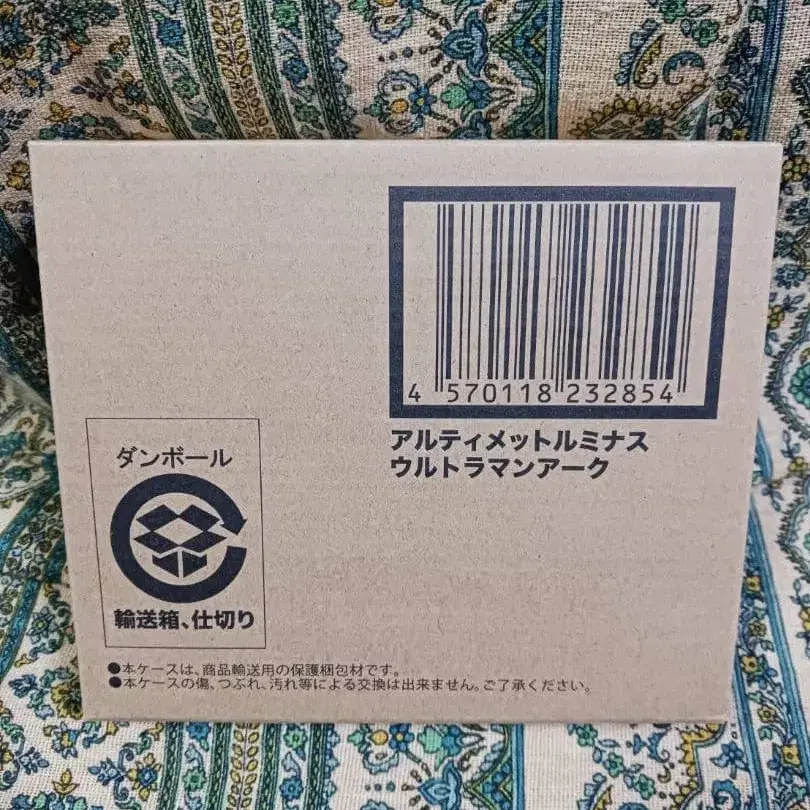 4 570118 232854
アルティメットルミナス
ウルトラマンアーク
ダンボール
輸送箱、仕切り
●本ケースは、商品輸送用の保護梱包材です。
●本ケースの傷、つぶれ、汚れ等による交換は出来ません。ご了承ください。